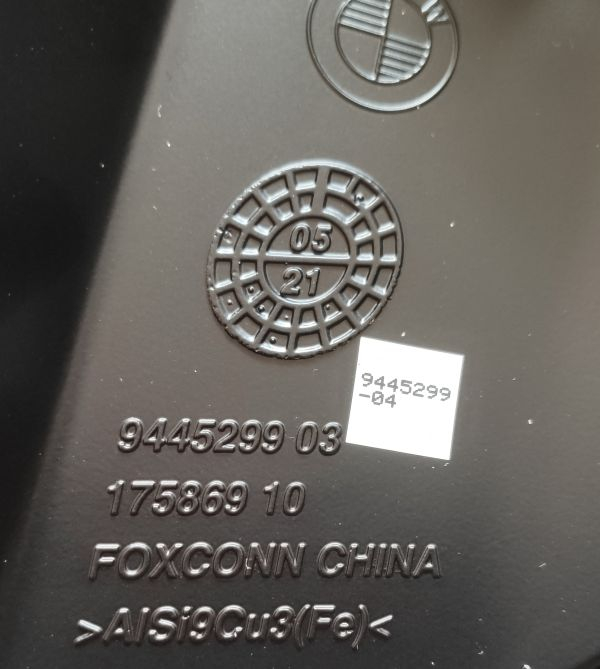 W
05
21
9445299
-04
9445299 03
175869 10
FOXCONN CHINA
>AlSi9Cu3(Fe)<